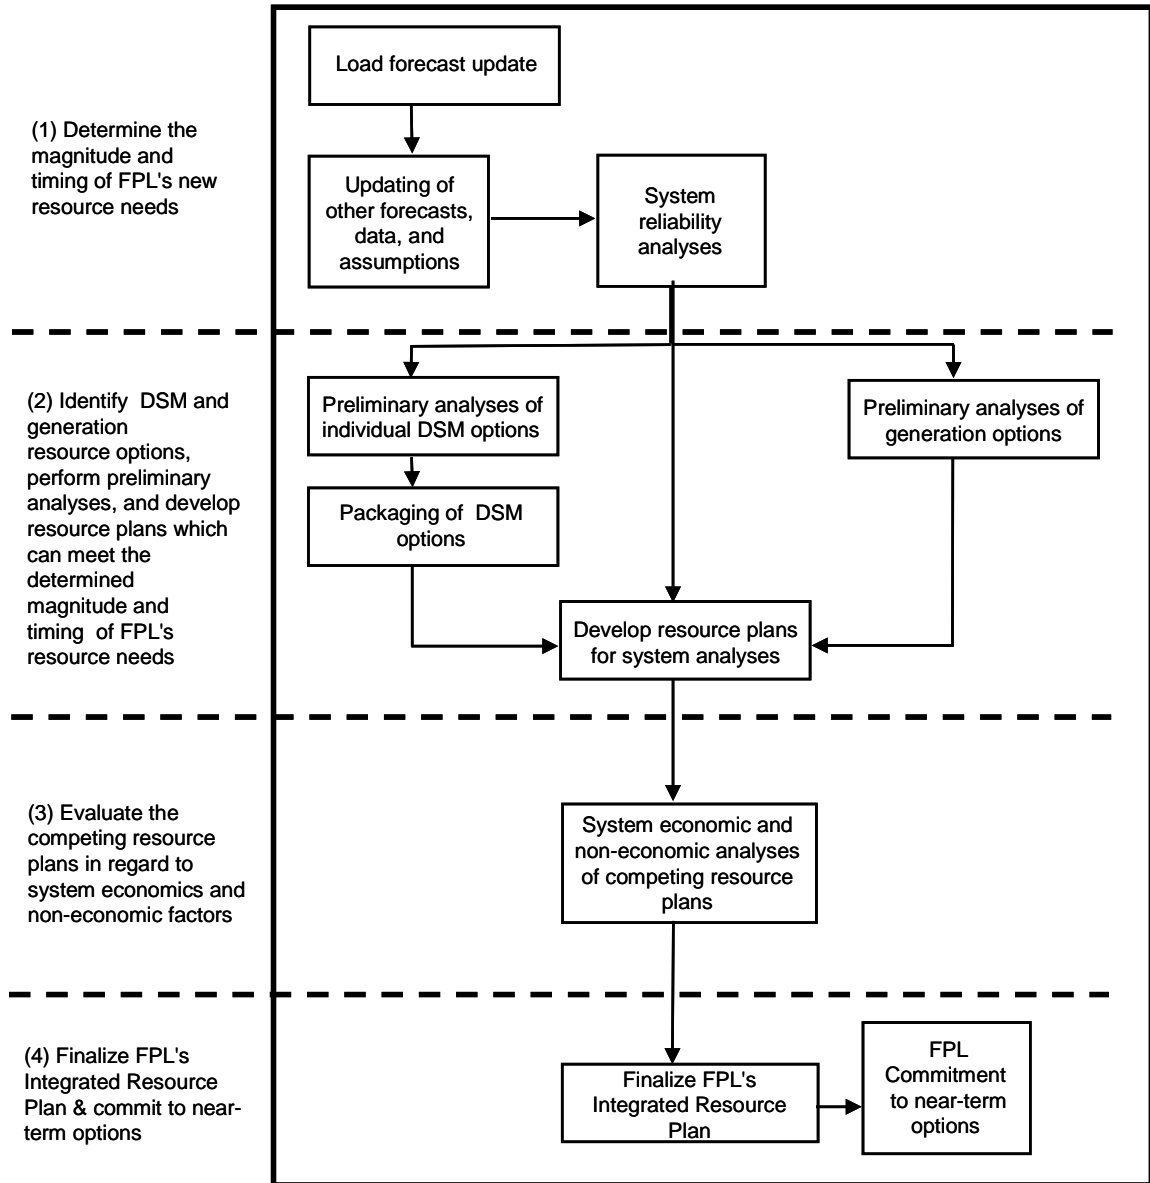 Load forecast update
(1) Determine the
magnitude and
timing of FPL's new
resource needs
Updating of
other forecasts,
data, and
assumptions
System
reliability
analyses
(2) Identify  DSM and
generation
resource options,
perform preliminary
analyses, and develop
resource plans which
can meet the
determined
magnitude and
timing  of FPL's
resource needs
Preliminary analyses of
individual DSM options
Preliminary analyses of
generation options
Packaging of  DSM
options
Develop resource plans
for system analyses
(3) Evaluate the
competing resource
plans in regard to
system economics and
non-economic factors
System economic and
non-economic analyses
of competing resource
plans
(4) Finalize FPL's
Integrated Resource
Plan & commit to near-
term options
Finalize FPL's
Integrated Resource
Plan
FPL
Commitment
to near-term
options